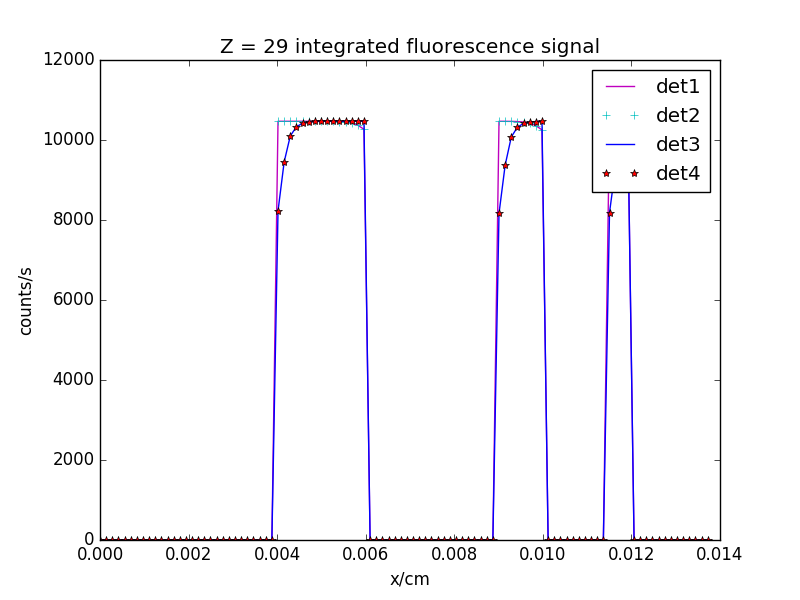 Z = 29 integrated fluorescence signal
12000
10000
8000
6000
4000
2000
0
counts/s
det1
det2
det3
det4
0.000 0.002 0.004 0.006 0.008 0.010 0.012 0.014
x/cm